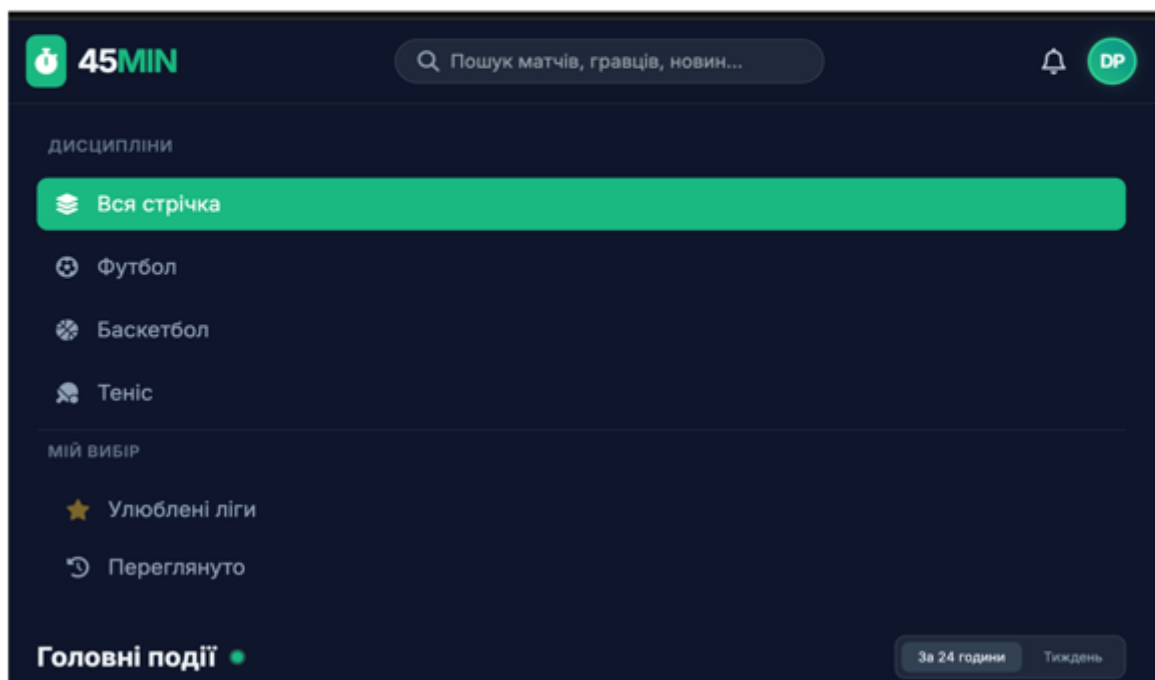 45MIN
Пошук матчів, гравців, новин...
DP
ДИСЦИПЛІНИ
Вся стрічка
Футбол
Баскетбол
Теніс
МІЙ ВИБІР
Улюблені ліги
Переглянуто
Головні події
За 24 години
Тиждень